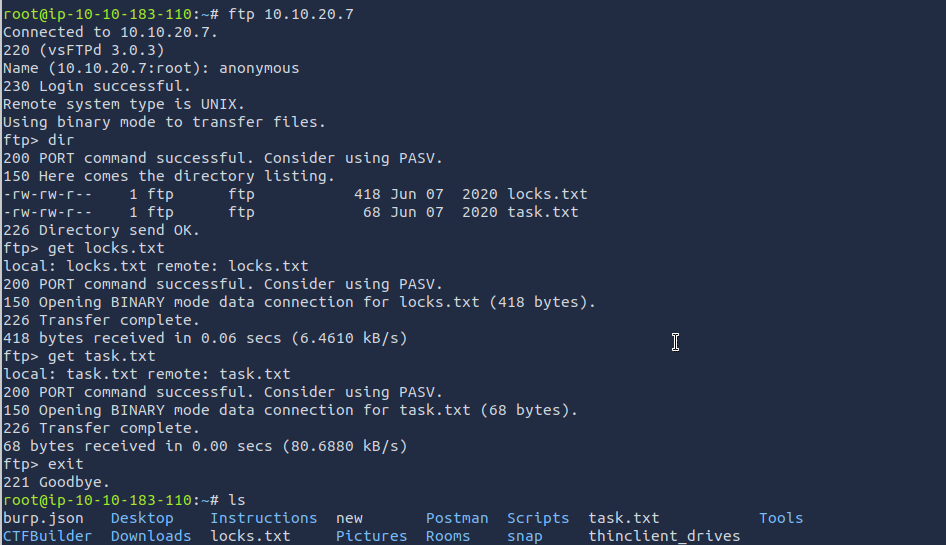 root@ip-10-10-183-110:~# ftp 10.10.20.7
Connected to 10.10.20.7.
220 (vsFTPd 3.0.3)
Name (10.10.20.7:root): anonymous
230 Login successful.
Remote system type is UNIX.
Using binary mode to transfer files.
ftp> dir
200 PORT command successful. Consider using PASV.
150 Here comes the directory listing.
-rw-rw-r--    1 ftp      ftp           418 Jun 07  2020 locks.txt
-rw-rw-r--    1 ftp      ftp            68 Jun 07  2020 task.txt
226 Directory send OK.
ftp> get locks.txt
local: locks.txt remote: locks.txt
200 PORT command successful. Consider using PASV.
150 Opening BINARY mode data connection for locks.txt (418 bytes).
226 Transfer complete.
418 bytes received in 0.06 secs (6.4610 kB/s)
ftp> get task.txt
local: task.txt remote: task.txt
200 PORT command successful. Consider using PASV.
150 Opening BINARY mode data connection for task.txt (68 bytes).
226 Transfer complete.
68 bytes received in 0.00 secs (80.6880 kB/s)
ftp> exit
221 Goodbye.
root@ip-10-10-183-110:~# ls
burp.json   Desktop    Instructions  new       Postman  Scripts  task.txt           Tools
CTFBuilder  Downloads  locks.txt     Pictures  Rooms    snap     thinclient_drives